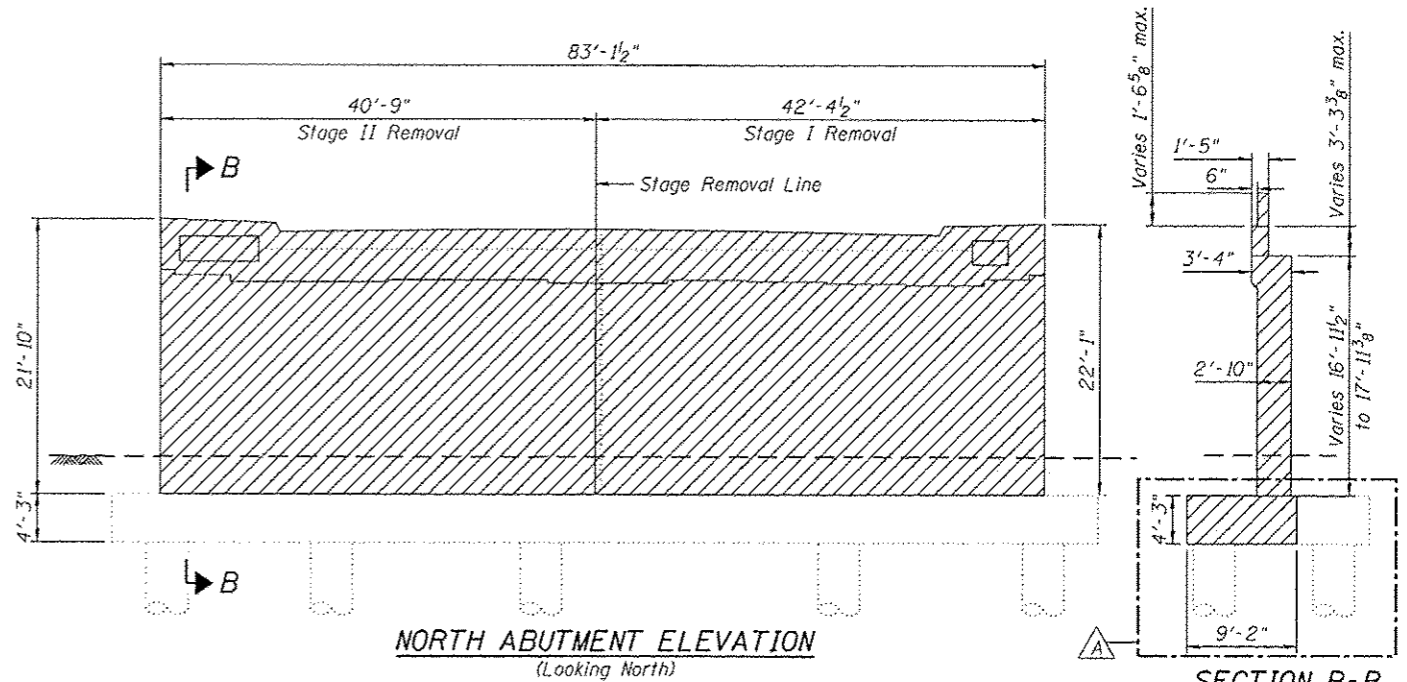 83'-1½"
40'-9"
Stage II Removal
42'-4½"
Stage I Removal
B
Stage Removal Line
21'-10"
22'-1"
4'-3"
B
NORTH ABUTMENT ELEVATION
(Looking North)
Varies 1'-6⅝" max.
Varies 3'-3⅜" max.
1'-5"
6"
3'-4"
2'-10"
Varies 16'-11½"
to 17'-11⅜"
4'-3"
9'-2"
A
SECTION B-B